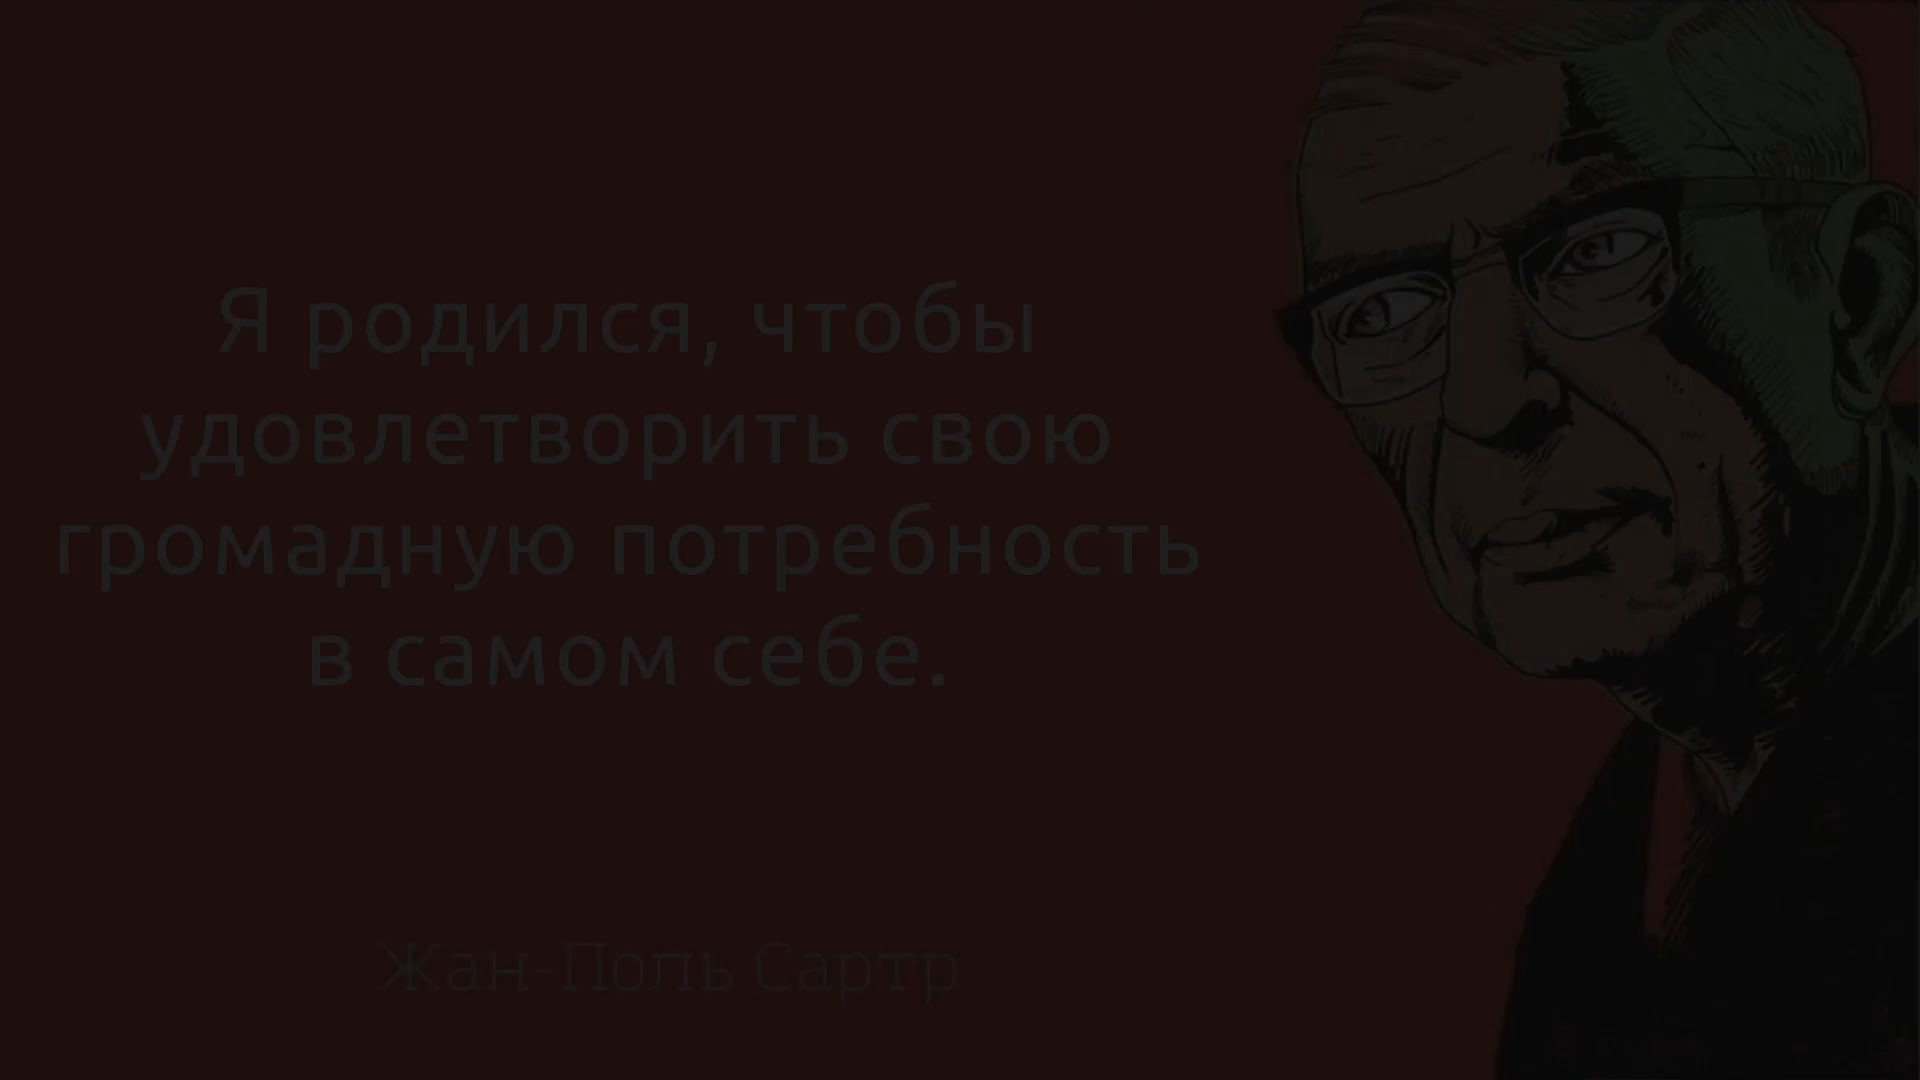 Я родился, чтобы
удовлетворить свою
громадную потребность
в самом себе.
Жан-Поль Сартр